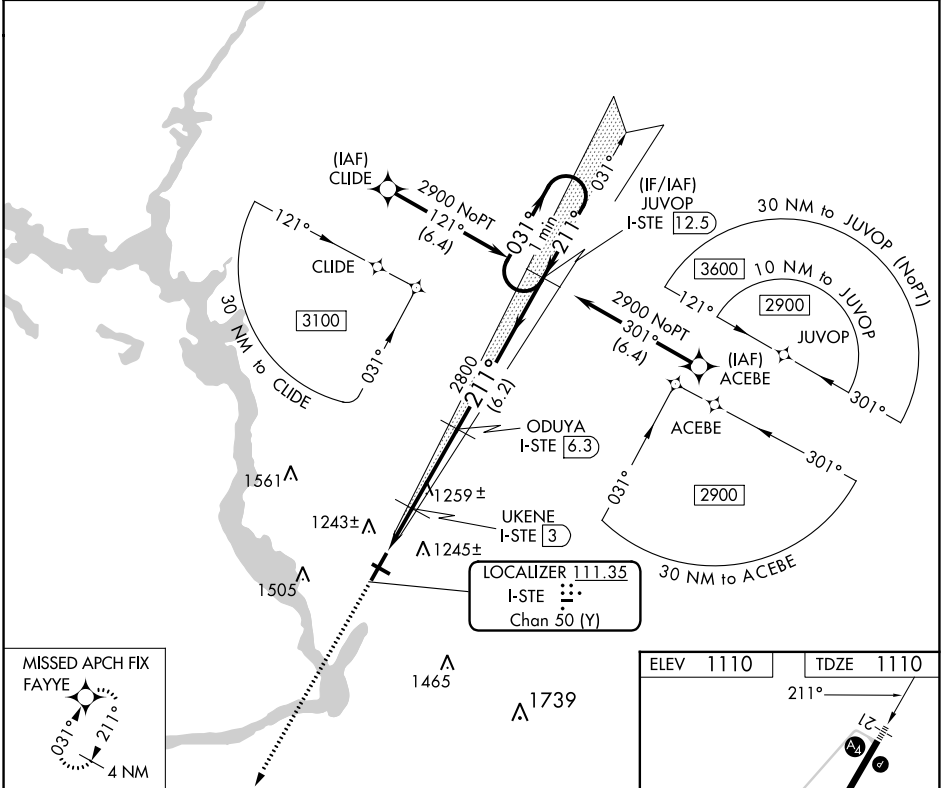 (IAF)
CLIDE
2900 NoPT
121°
(6.4)
031°
1 min
211°
031°
(IF/IAF)
JUVOP
I-STE 12.5
30 NM to JUVOP (NoPT)
3600
10 NM to JUVOP
2900
121°
JUVOP
301°
121°
CLIDE
3100
031°
30 NM to CLIDE
2900 NoPT
301°
(6.4)
(IAF)
ACEBE
ACEBE
031°
301°
2900
30 NM to ACEBE
2800
211°
(6.2)
ODUYA
I-STE 6.3
1561
1259 ±
1243±
UKENE
I-STE 3
1245±
1505
LOCALIZER 111.35
I-STE
Chan 50 (Y)
1465
1739
MISSED APCH FIX
FAYYE
031°
211°
4 NM
ELEV 1110
TDZE 1110
211°
21
A4
P